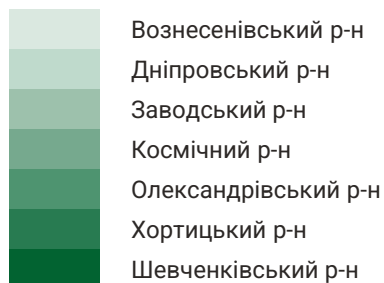 Вознесенівський р-н
Дніпровський р-н
Заводський р-н
Космічний р-н
Олександрівський р-н
Хортицький р-н
Шевченківський р-н